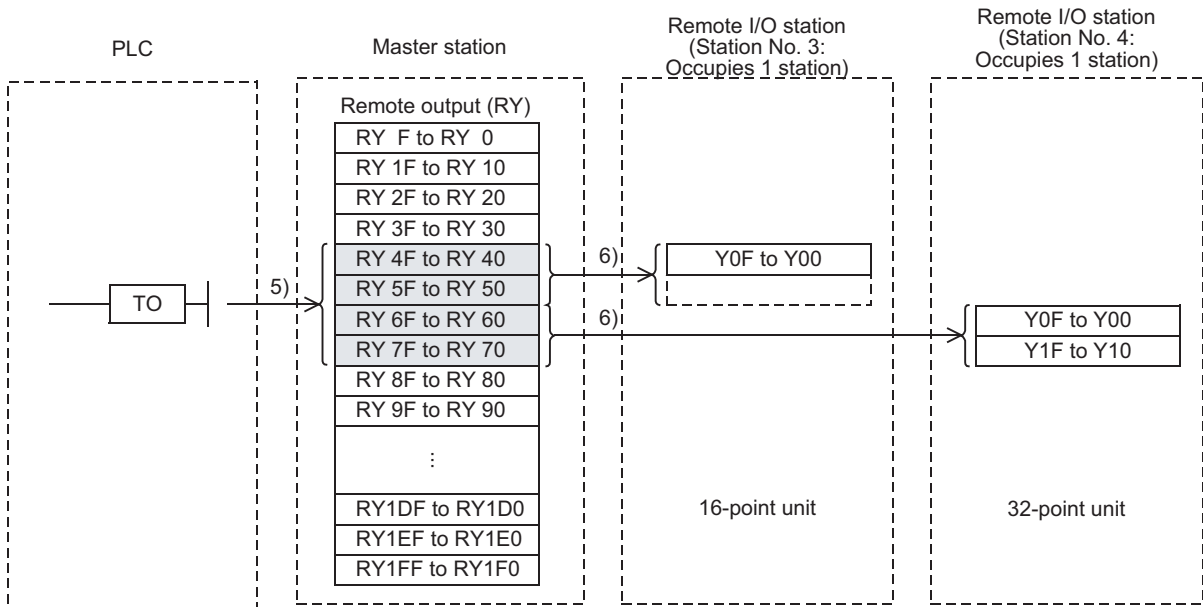 PLC
Master station
Remote I/O station
(Station No. 3:
Occupies 1 station)
Remote I/O station
(Station No. 4:
Occupies 1 station)
Remote output (RY)
RY F to RY 0
RY 1F to RY 10
RY 2F to RY 20
RY 3F to RY 30
RY 4F to RY 40
RY 5F to RY 50
RY 6F to RY 60
RY 7F to RY 70
RY 8F to RY 80
RY 9F to RY 90
⋮
RY1DF to RY1D0
RY1EF to RY1E0
RY1FF to RY1F0
TO
5)
6)
6)
Y0F to Y00
16-point unit
Y0F to Y00
Y1F to Y10
32-point unit